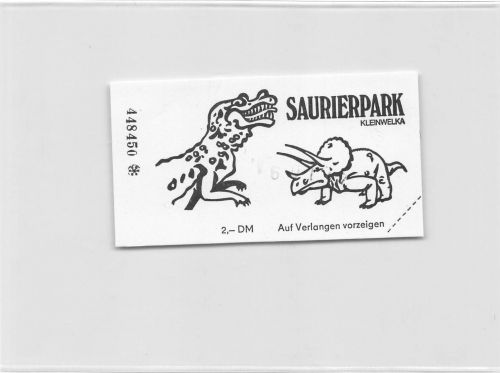 448450 *
SAURIERPARK
KLEINWELKA
2,– DM
Auf Verlangen vorzeigen